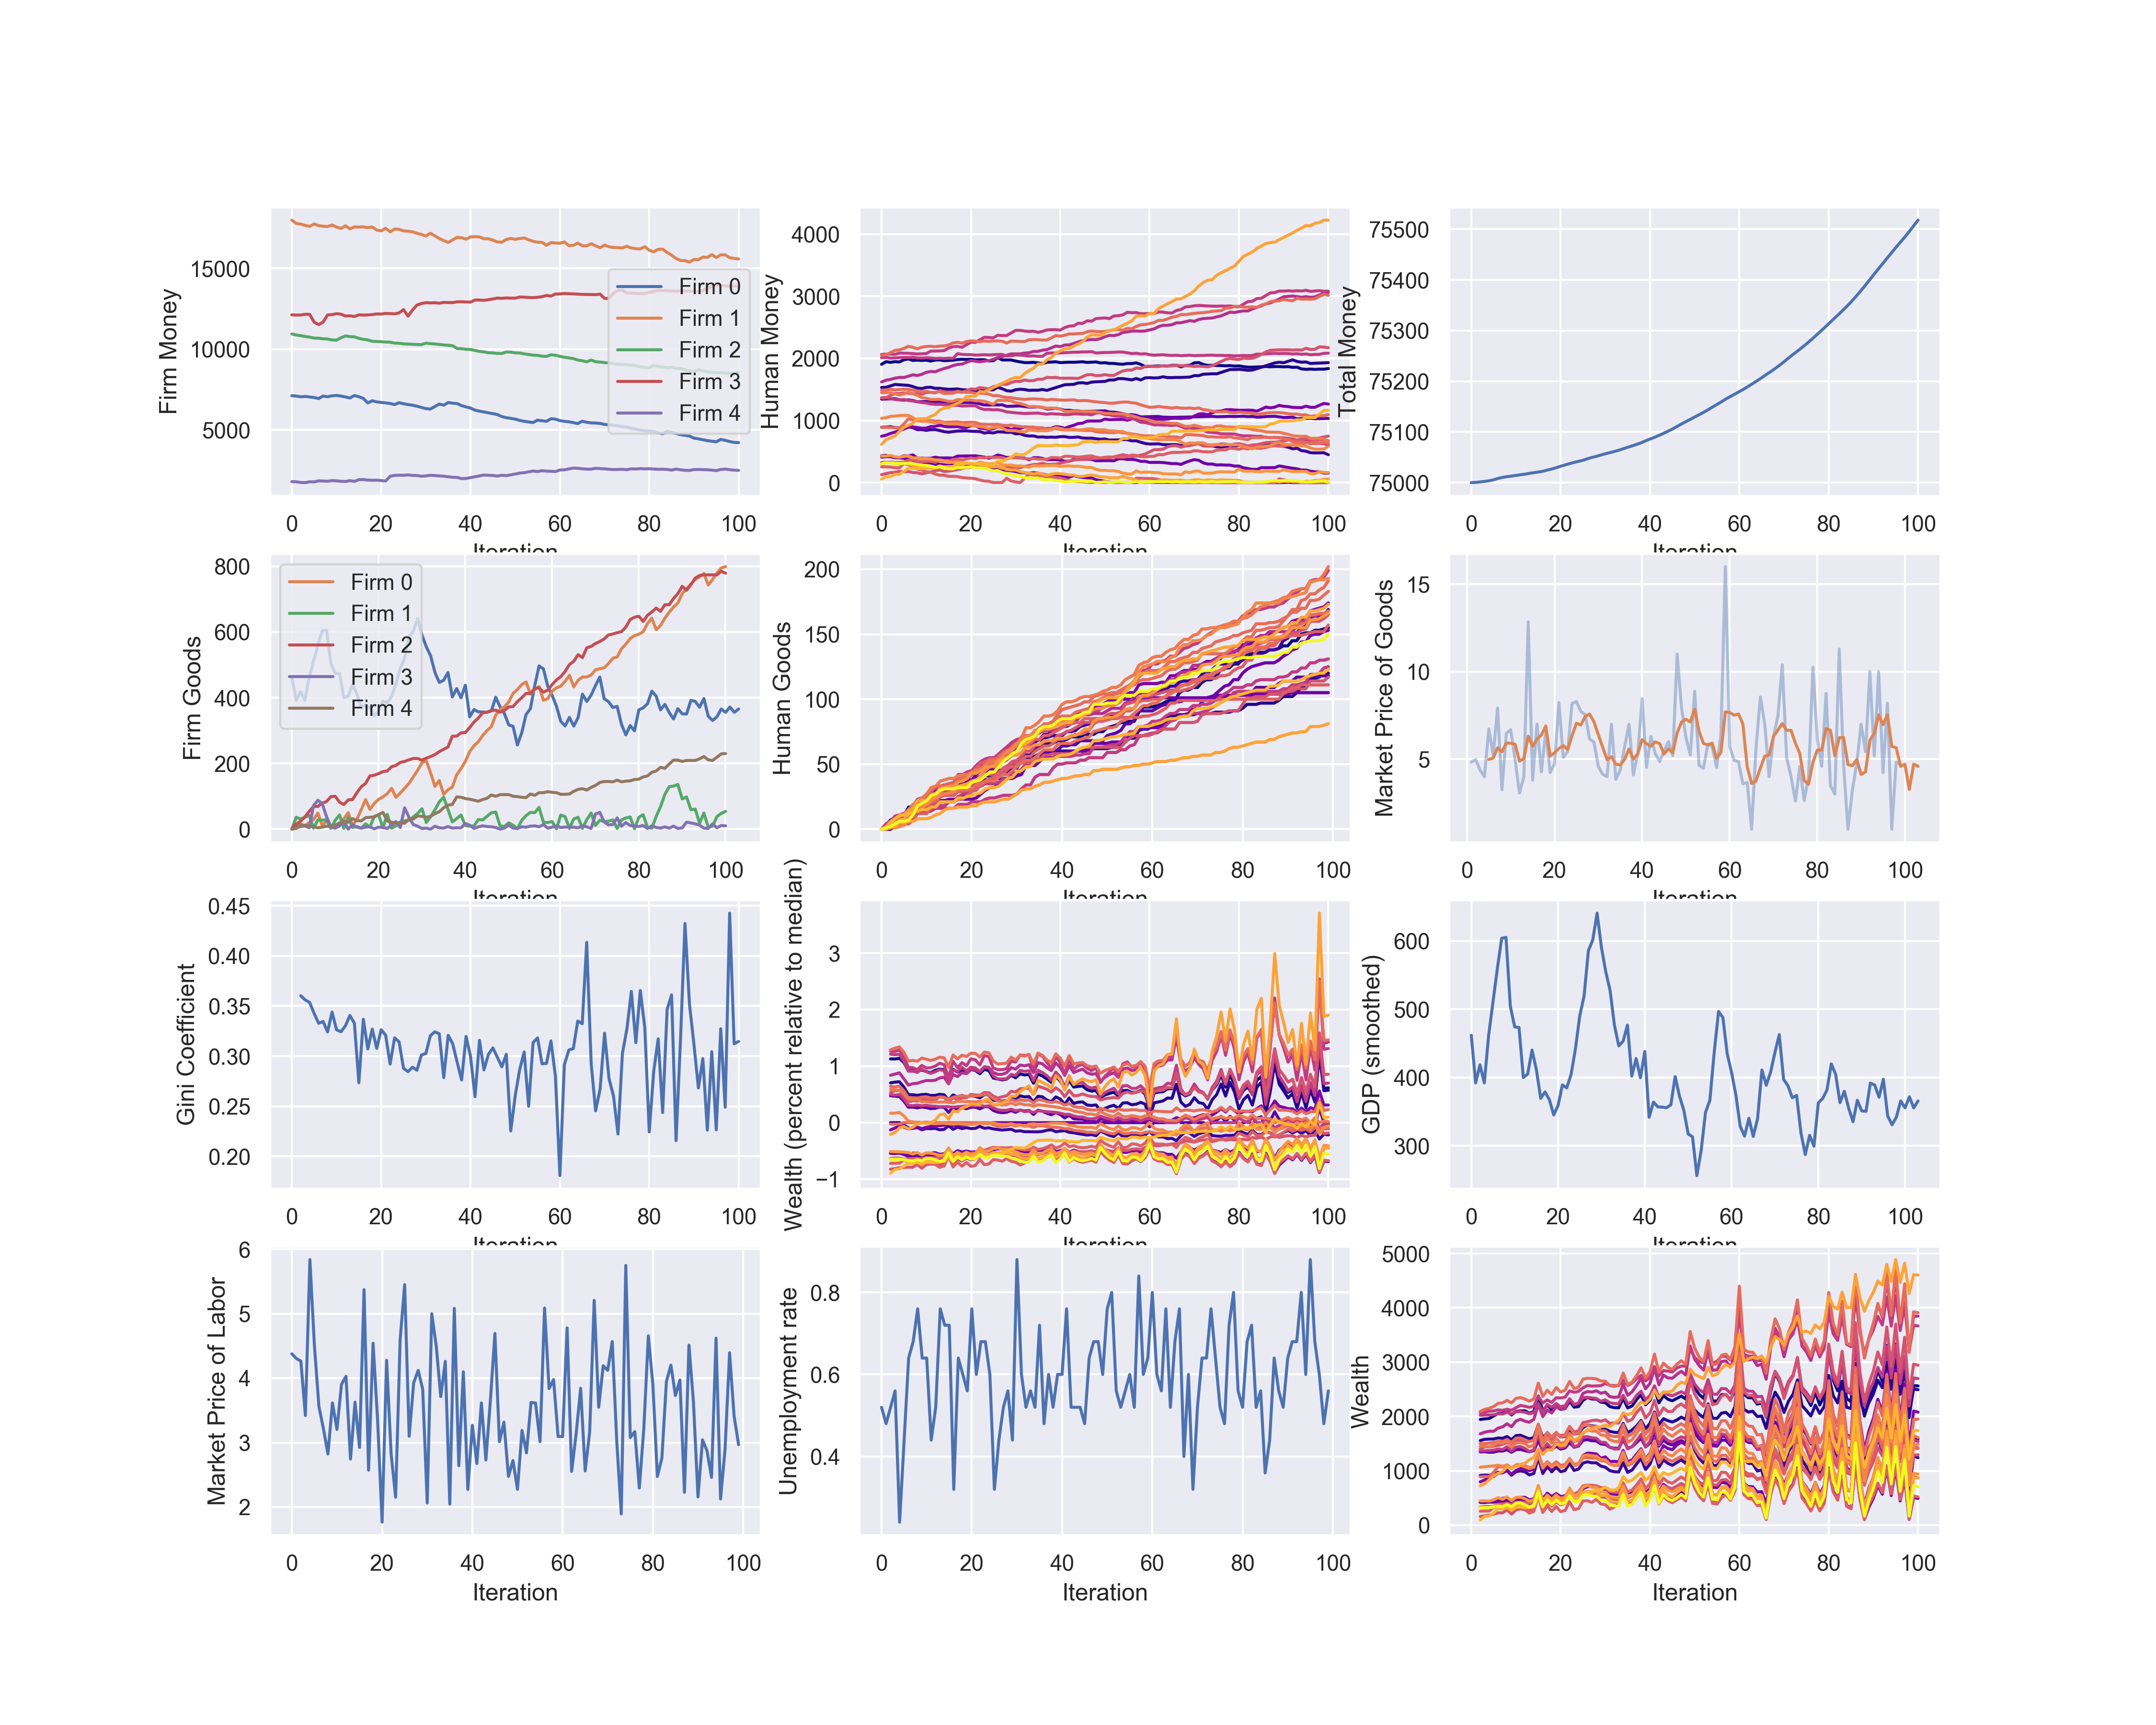 Firm Money
15000
10000
5000
0 20 40 60 80 100
Iteration
Firm 0
Firm 1
Firm 2
Firm 3
Firm 4
Human Money
4000
3000
2000
1000
0
0 20 40 60 80 100
Iteration
Total Money
75500
75400
75300
75200
75100
75000
0 20 40 60 80 100
Iteration
Firm Goods
800
600
400
200
0
0 20 40 60 80 100
Iteration
Firm 0
Firm 1
Firm 2
Firm 3
Firm 4
Human Goods
200
150
100
50
0
0 20 40 60 80 100
Iteration
Market Price of Goods
15
10
5
0 20 40 60 80 100
Iteration
Gini Coefficient
0.45
0.40
0.35
0.30
0.25
0.20
0 20 40 60 80 100
Iteration
Wealth (percent relative to median)
3
2
1
0
−1
0 20 40 60 80 100
Iteration
GDP (smoothed)
600
500
400
300
0 20 40 60 80 100
Iteration
Market Price of Labor
6
5
4
3
2
0 20 40 60 80 100
Iteration
Unemployment rate
0.8
0.6
0.4
0 20 40 60 80 100
Iteration
Wealth
5000
4000
3000
2000
1000
0
0 20 40 60 80 100
Iteration